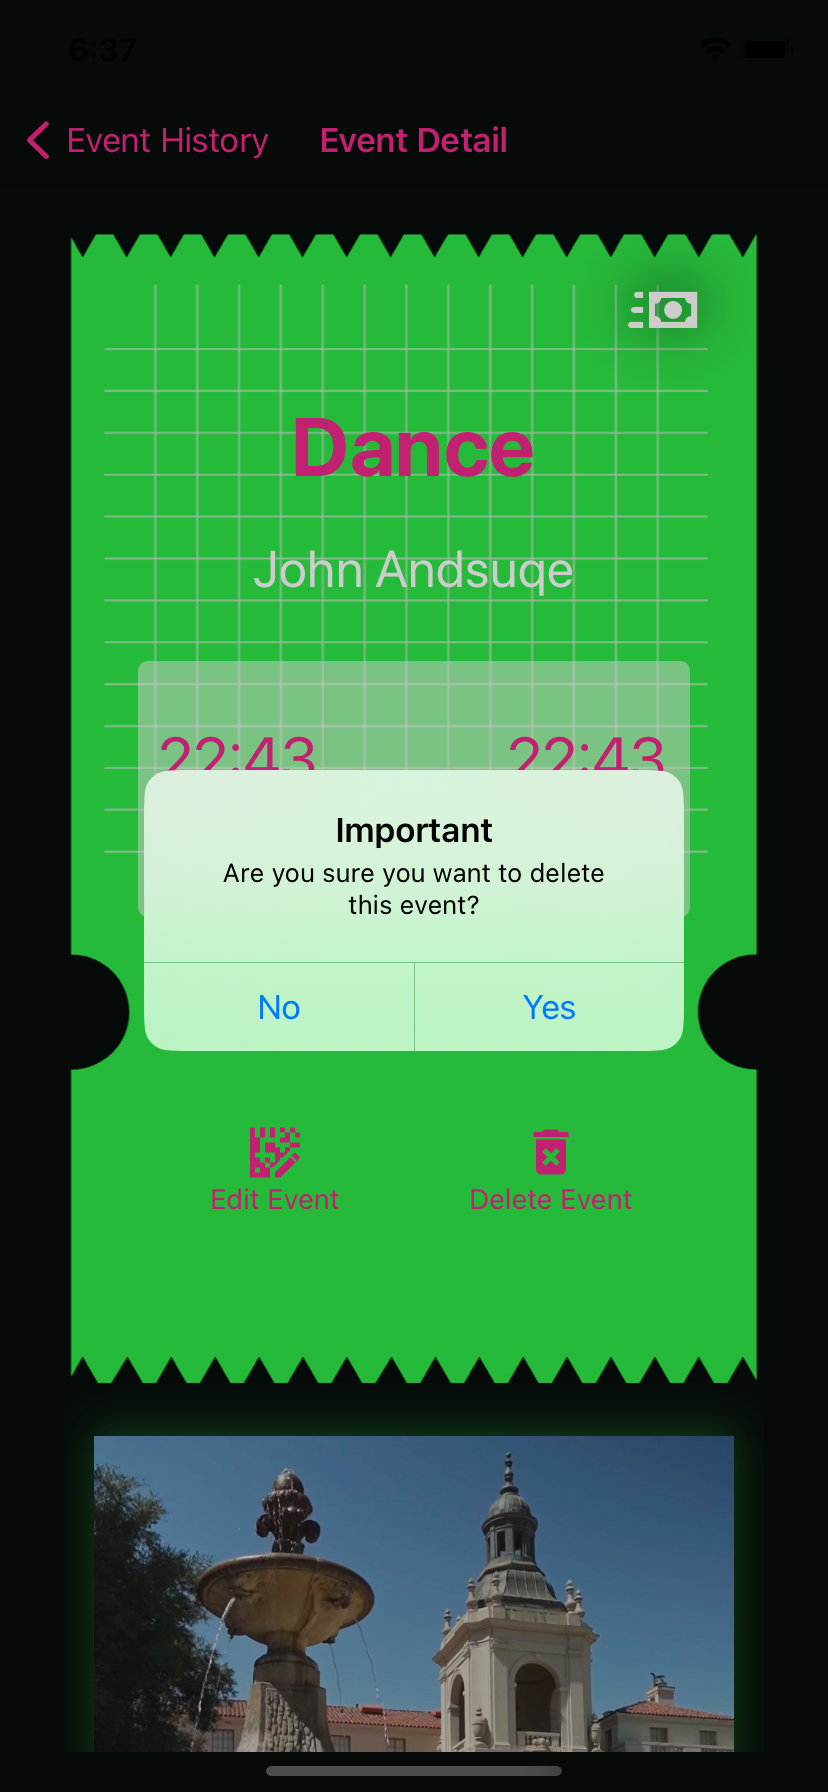 6:37
Event History
Event Detail
Dance
John Andsuqe
22:43
22:43
Important
Are you sure you want to delete
this event?
No
Yes
Edit Event
Delete Event